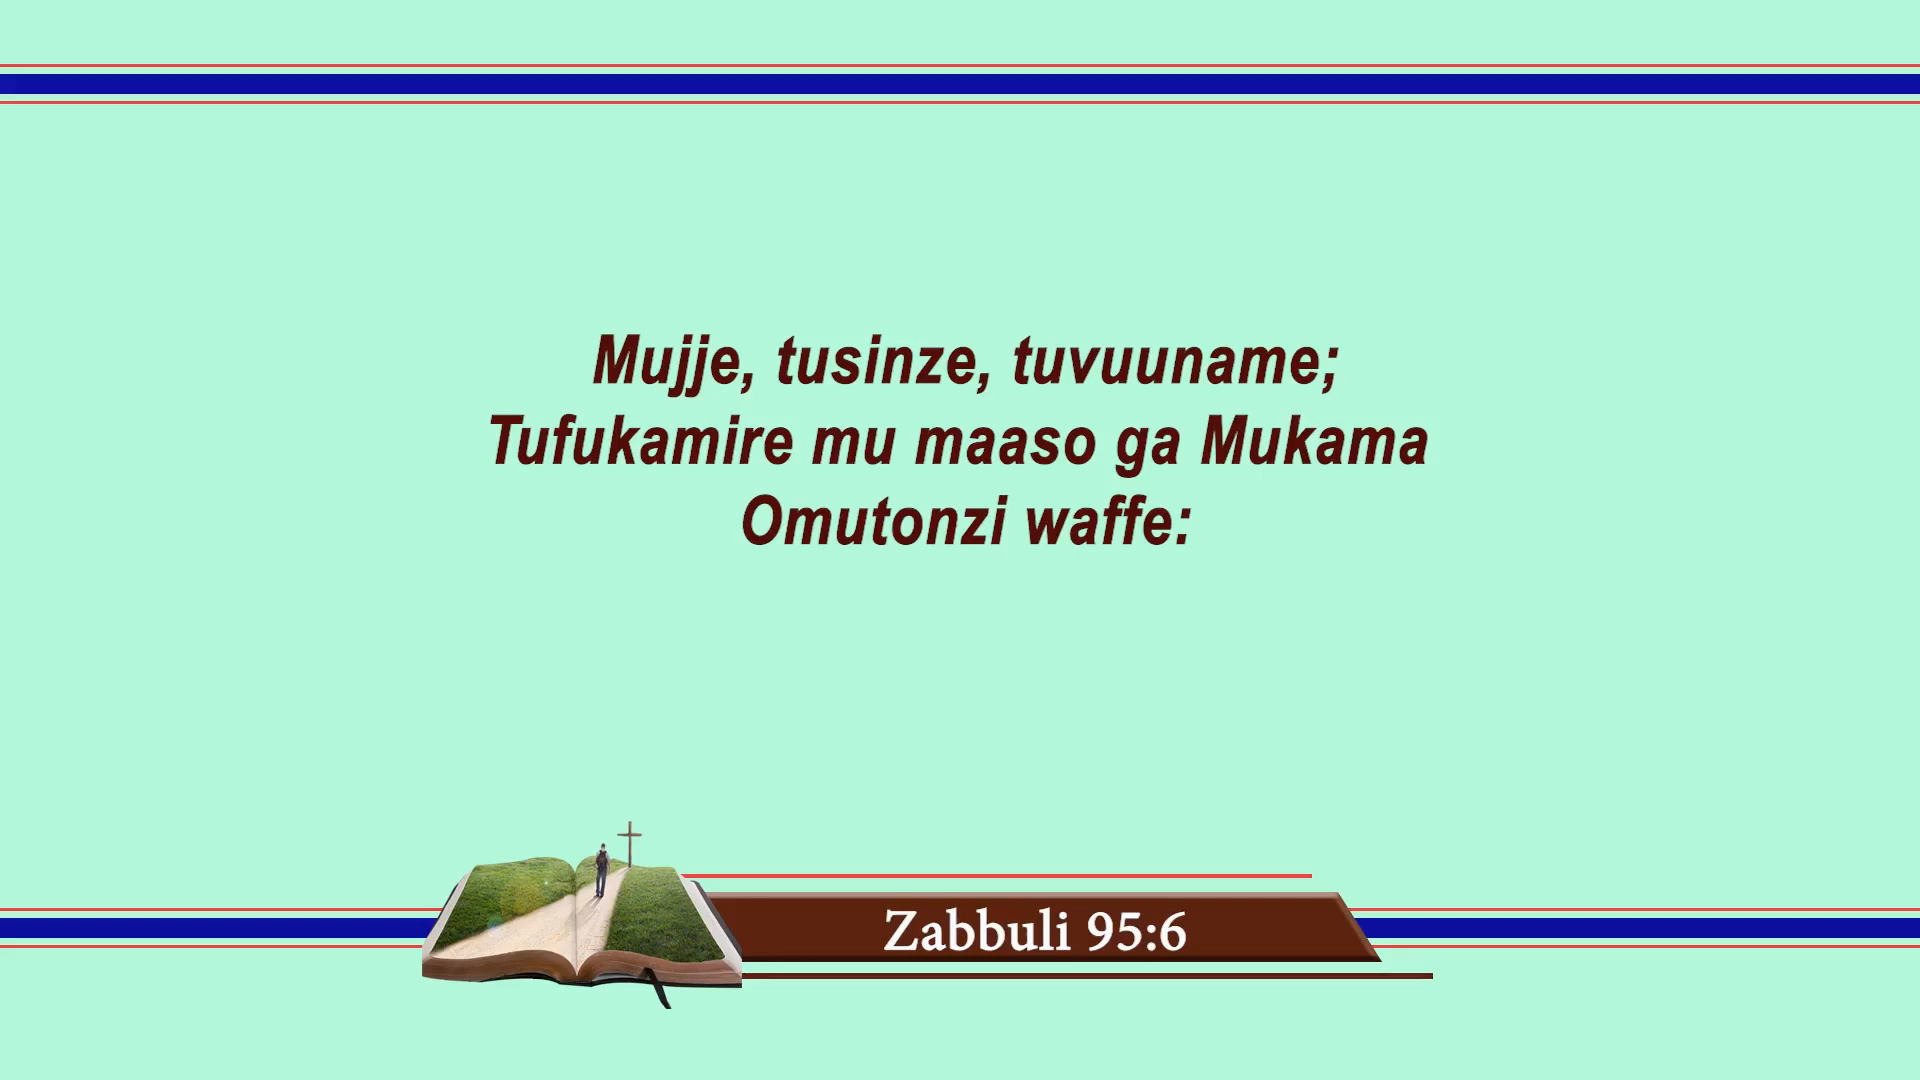 Mujje, tusinze, tuvuuname;
Tufukamire mu maaso ga Mukama
Omutonzi waffe:
Zabbuli 95:6